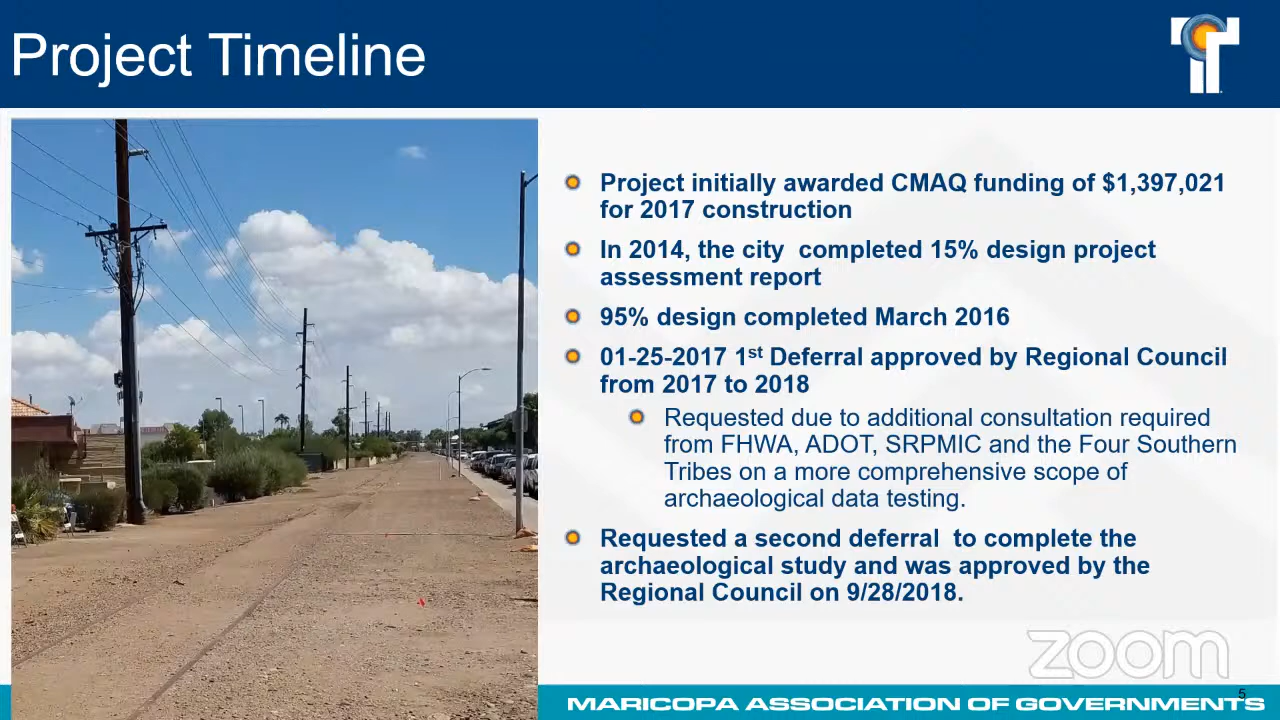 Project Timeline
Project initially awarded CMAQ funding of $1,397,021
for 2017 construction
In 2014, the city  completed 15% design project
assessment report
95% design completed March 2016
01-25-2017 1st Deferral approved by Regional Council
from 2017 to 2018
Requested due to additional consultation required
from FHWA, ADOT, SRPMIC and the Four Southern
Tribes on a more comprehensive scope of
archaeological data testing.
Requested a second deferral  to complete the
archaeological study and was approved by the
Regional Council on 9/28/2018.
zoom
5
MARICOPA ASSOCIATION OF GOVERNMENTS